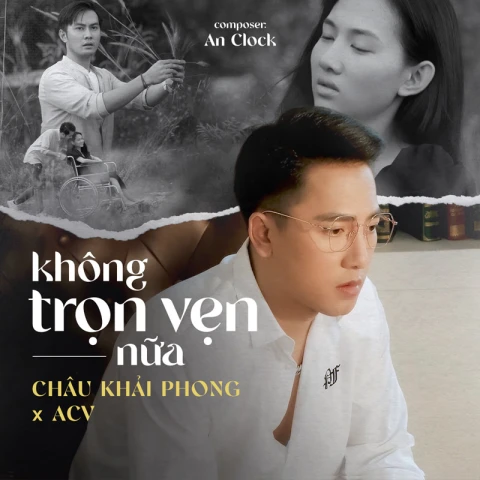 composer:
An Clock
không
trọn vẹn
nữa
CHÂU KHẢI PHONG
x ACV